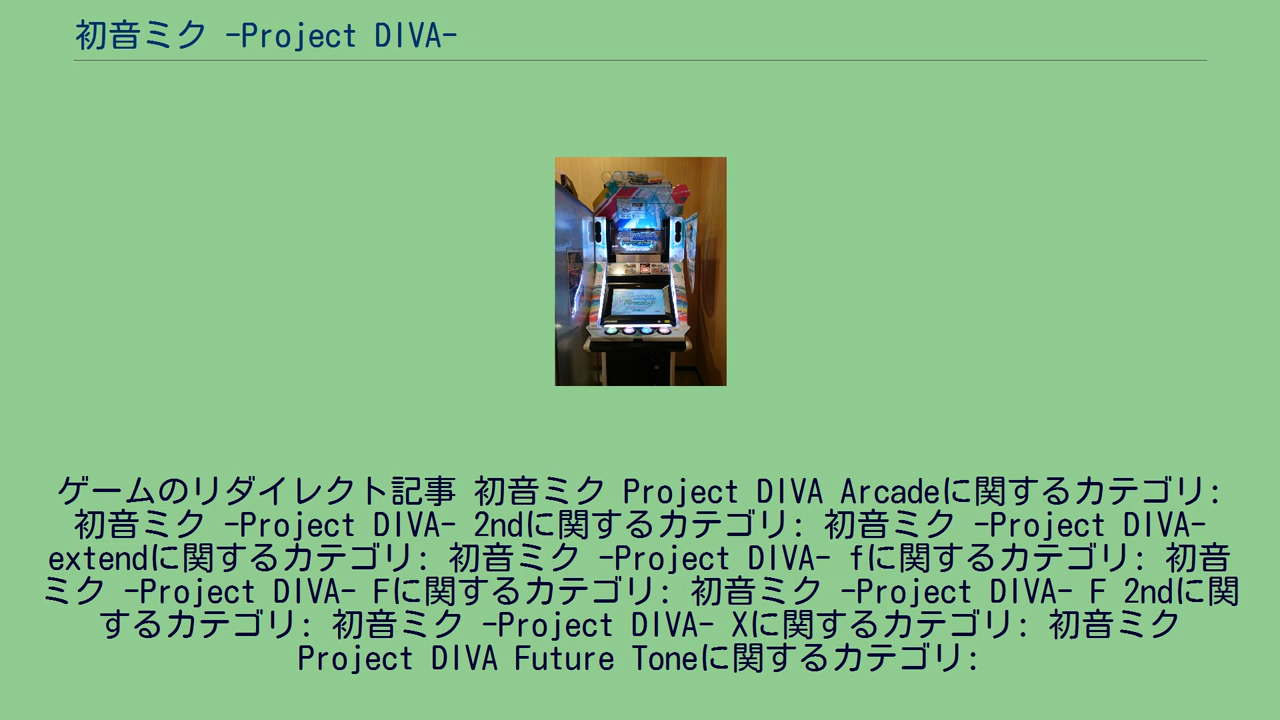 初音ミク -Project DIVA-
ゲームのリダイレクト記事 初音ミク Project DIVA Arcadeに関するカテゴリ:
初音ミク -Project DIVA- 2ndに関するカテゴリ: 初音ミク -Project DIVA-
extendに関するカテゴリ: 初音ミク -Project DIVA- fに関するカテゴリ: 初音
ミク -Project DIVA- Fに関するカテゴリ: 初音ミク -Project DIVA- F 2ndに関
するカテゴリ: 初音ミク -Project DIVA- Xに関するカテゴリ: 初音ミク
Project DIVA Future Toneに関するカテゴリ: